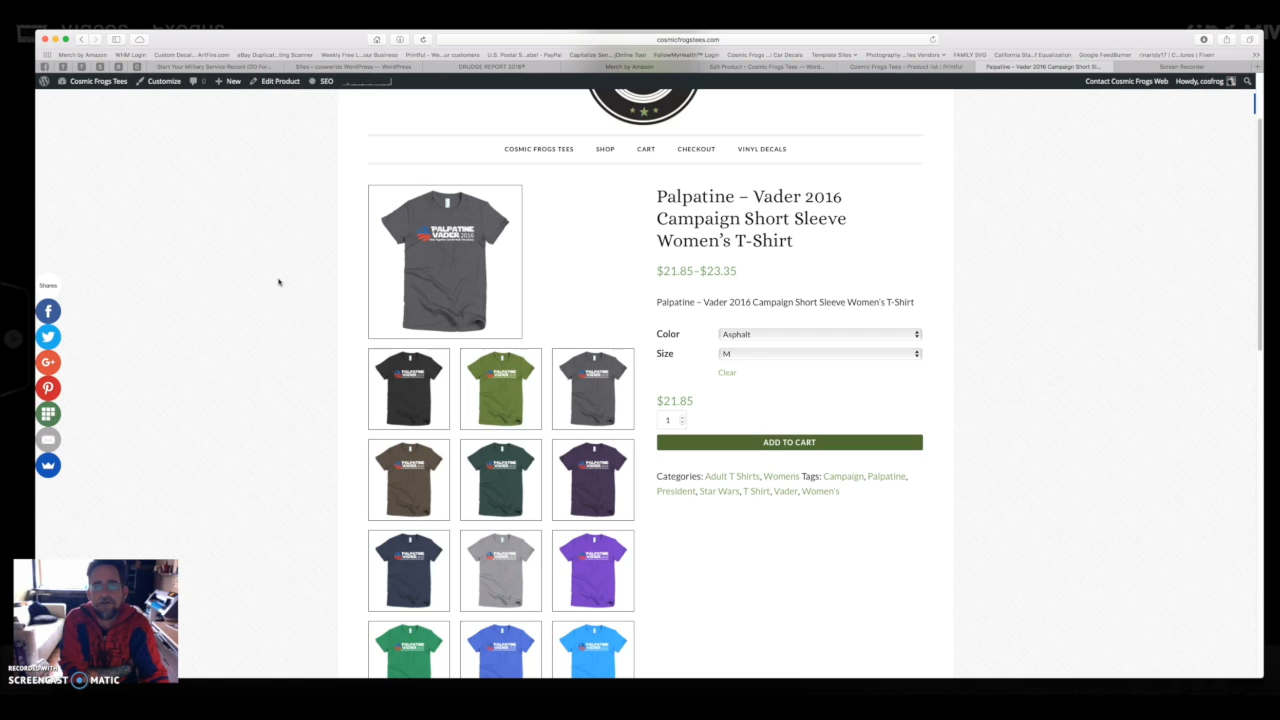 cosmicfrogstees.com
Merch by Amazon WHM Login Custom Decal... ArtFire.com eBay Duplicat...ting Scanner Weekly Free L...our Business Printful - We...ur customers U.S. Postal S...abel - PayPal Capitalize Sen...|Online Tool FollowMyHealth™ Login Cosmic Frogs ...l Car Decals Template Sites Photography ...les Vendors FAMILY SVG California Sta...f Equalization Google FeedBurner rinaridy17 | C...tures | Fiverr
Start Your Military Service Record (DD For... Sites ‹ cosworlds WordPress — WordPress DRUDGE REPORT 2016® Merch by Amazon Edit Product ‹ Cosmic Frogs Tees — Word... Cosmic Frogs Tees - Product list | Printful Palpatine - Vader 2016 Campaign Short Sl... Screen Recorder
Cosmic Frogs Tees Customize 0 New Edit Product SEO Contact Cosmic Frogs Web Howdy, cosfrog
COSMIC FROGS TEES SHOP CART CHECKOUT VINYL DECALS
Palpatine – Vader 2016
Campaign Short Sleeve
Women's T-Shirt
$21.85–$23.35
Palpatine – Vader 2016 Campaign Short Sleeve Women's T-Shirt
Color Asphalt
Size M
Clear
$21.85
1
ADD TO CART
Categories: Adult T Shirts, Womens Tags: Campaign, Palpatine,
President, Star Wars, T Shirt, Vader, Women's
PALPATINE
VADER 2016
Shares
RECORDED WITH
SCREENCAST MATIC